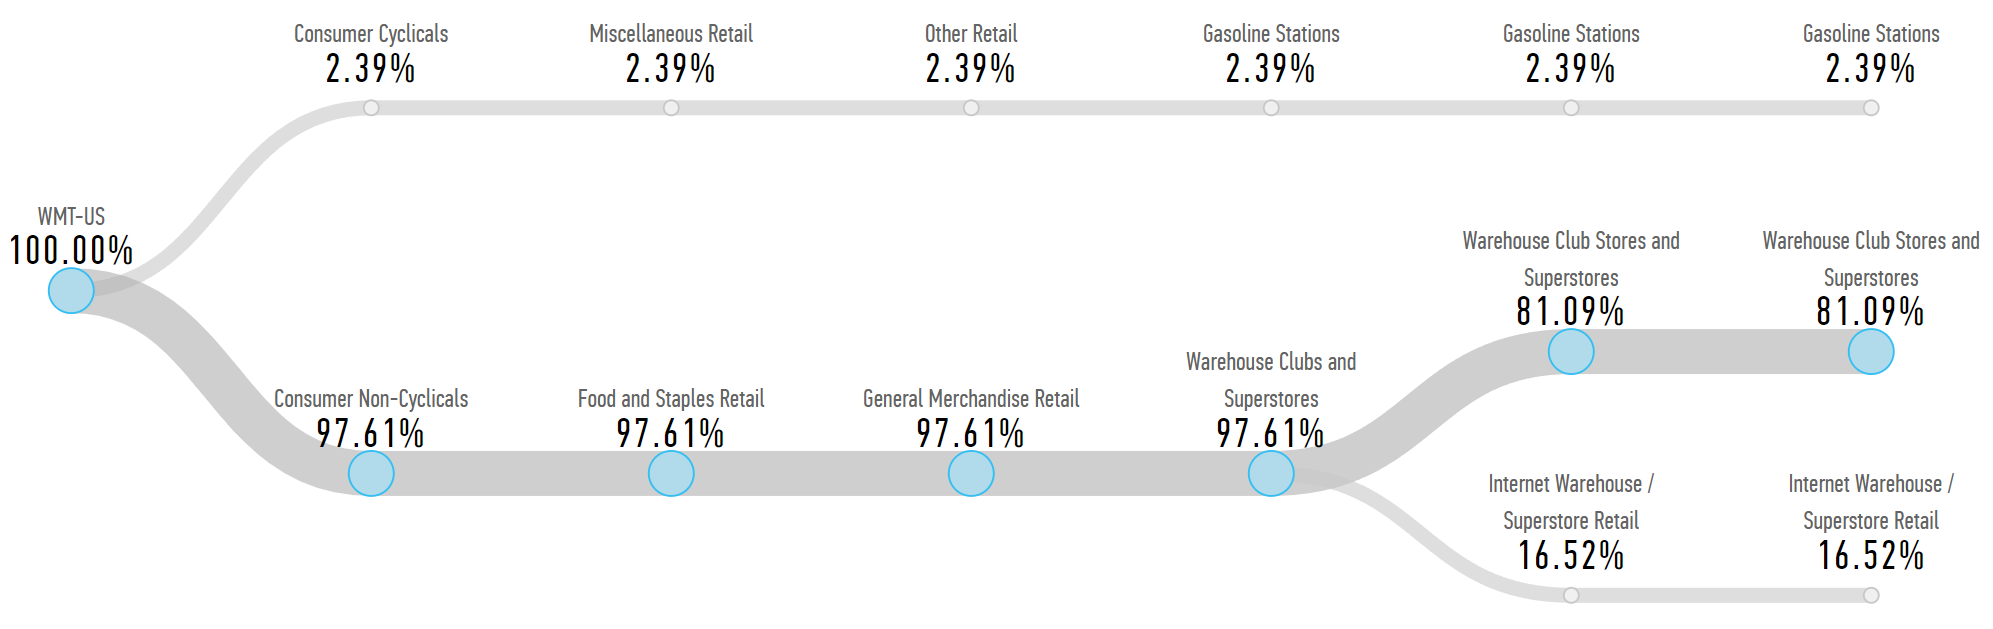 Consumer Cyclicals
2.39%
Miscellaneous Retail
2.39%
Other Retail
2.39%
Gasoline Stations
2.39%
Gasoline Stations
2.39%
Gasoline Stations
2.39%
WMT-US
100.00%
Consumer Non-Cyclicals
97.61%
Food and Staples Retail
97.61%
General Merchandise Retail
97.61%
Warehouse Clubs and
Superstores
97.61%
Warehouse Club Stores and
Superstores
81.09%
Warehouse Club Stores and
Superstores
81.09%
Internet Warehouse /
Superstore Retail
16.52%
Internet Warehouse /
Superstore Retail
16.52%